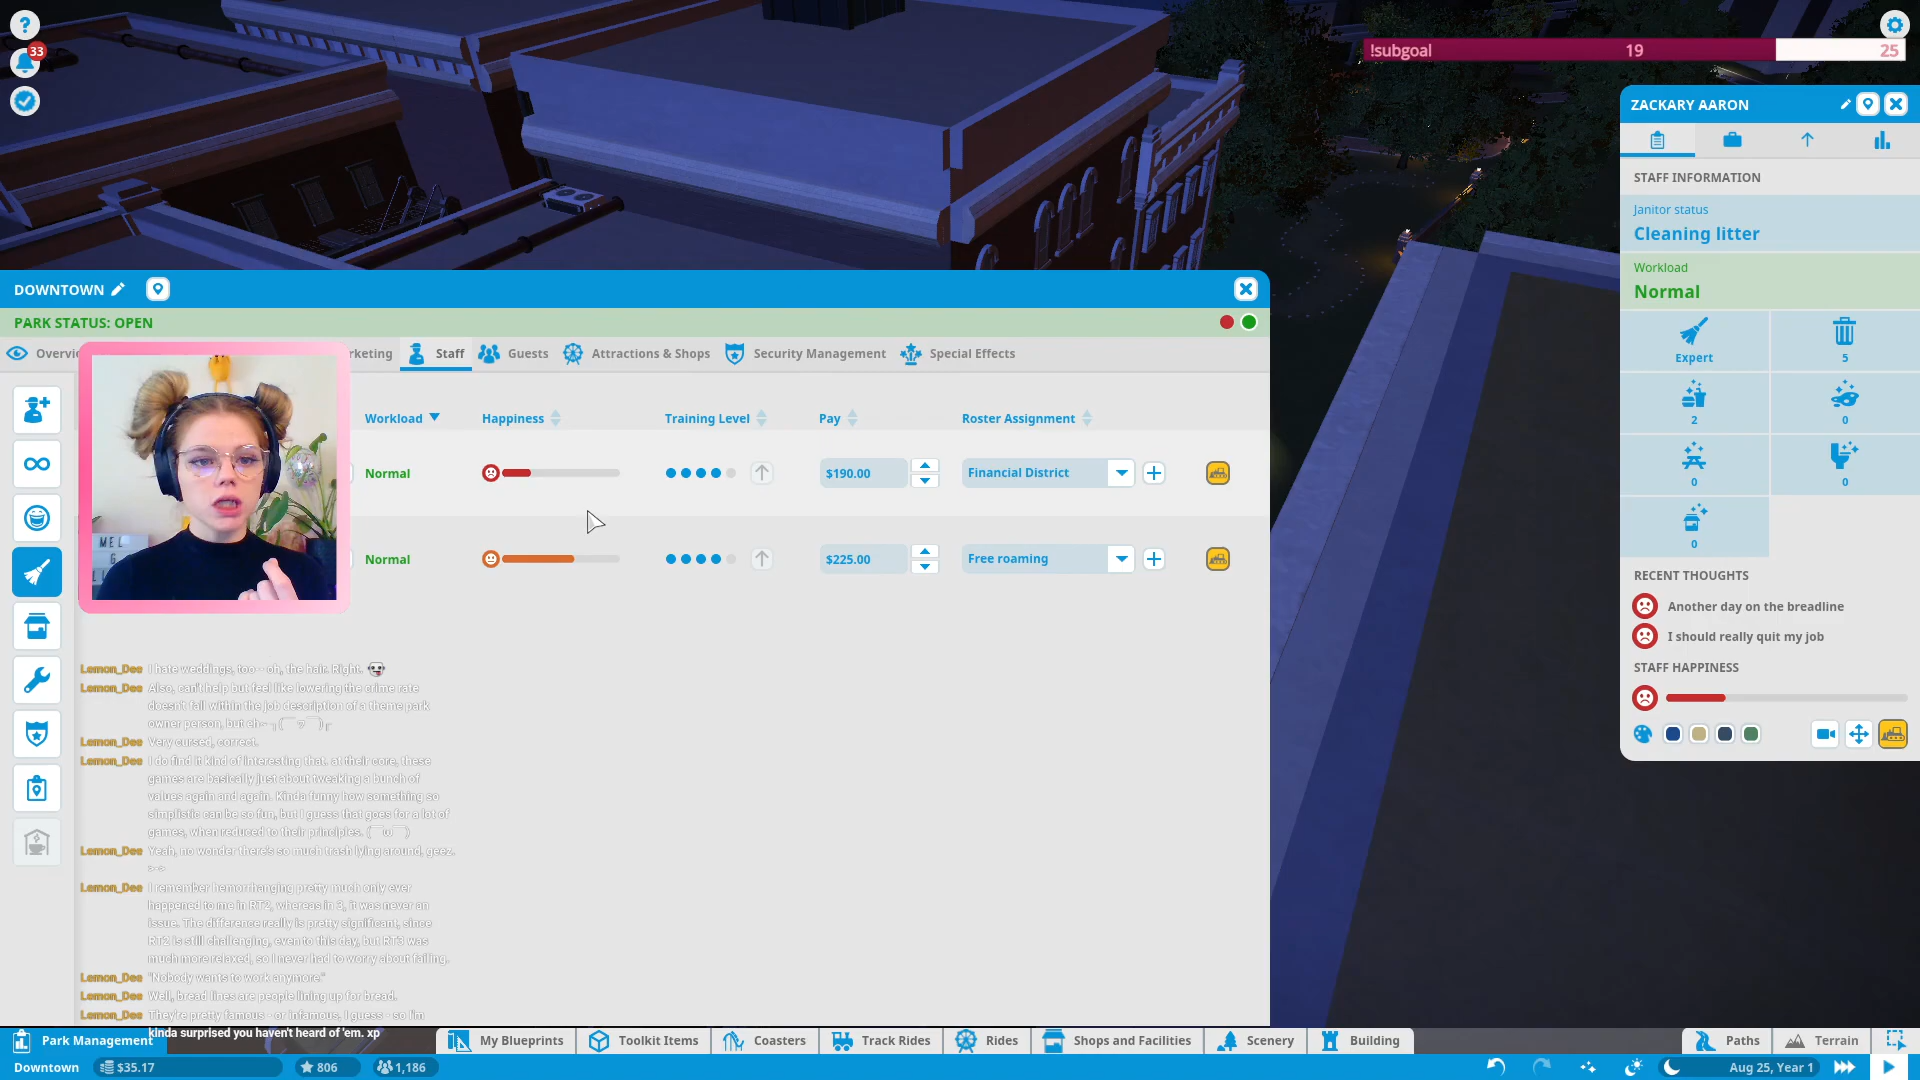 ?
33
!subgoal 19 25
ZACKARY AARON
STAFF INFORMATION
Janitor status
Cleaning litter
Workload
Normal
Expert
5
2
0
0
0
0
RECENT THOUGHTS
Another day on the breadline
I should really quit my job
STAFF HAPPINESS
DOWNTOWN
PARK STATUS: OPEN
Overvi
rketing
Staff
Guests
Attractions & Shops
Security Management
Special Effects
Workload Happiness Training Level Pay Roster Assignment
Normal $190.00 Financial District
Normal $225.00 Free roaming
Lemon_Dee I hate weddings, too -- oh, the hair. Right.
Lemon_Dee Also, can't help but feel like lowering the crime rate
doesn't fall within the job description of a theme park
owner person, but eh~
Lemon_Dee Very cursed, correct.
Lemon_Dee I do find it kind of interesting that, at their core, these
games are basically just about tweaking a bunch of
values again and again. Kinda funny how something so
simplistic can be so fun, but I guess that goes for a lot of
games, when reduced to their principles.
Lemon_Dee Yeah, no wonder there's so much trash lying around, geez.
>->
Lemon_Dee I remember hemorrhanging pretty much only ever
happened to me in RT2, whereas in 3, it was never an
issue. The difference really is pretty significant, since
RT2 is still challenging, even to this day, but RT3 was
much more relaxed, so I never had to worry about failing.
Lemon_Dee "Nobody wants to work anymore."
Lemon_Dee Well, bread lines are people lining up for bread.
Lemon_Dee They're pretty famous - or infamous, I guess - so I'm
kinda surprised you haven't heard of 'em. xp
Park Management
My Blueprints
Toolkit Items
Coasters
Track Rides
Rides
Shops and Facilities
Scenery
Building
Paths
Terrain
Downtown $35.17 806 1,186
Aug 25, Year 1